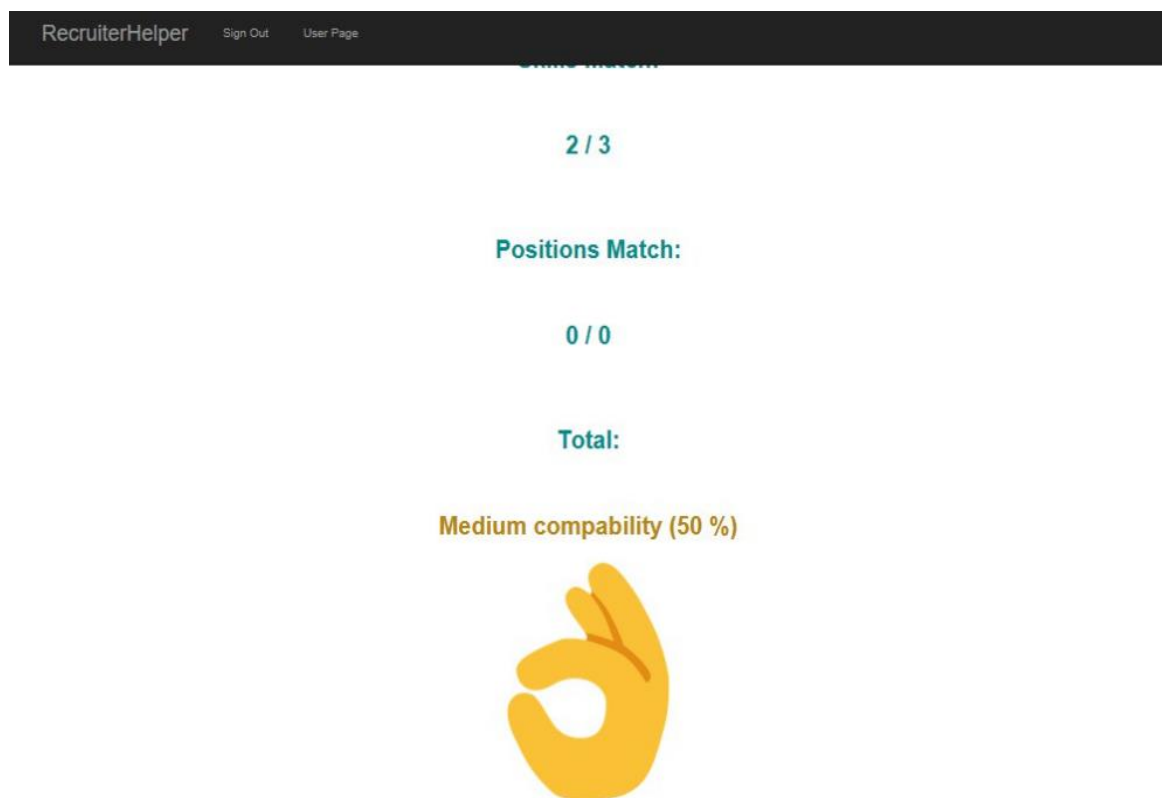 RecruiterHelper Sign Out User Page
2 / 3
Positions Match:
0 / 0
Total:
Medium compability (50 %)